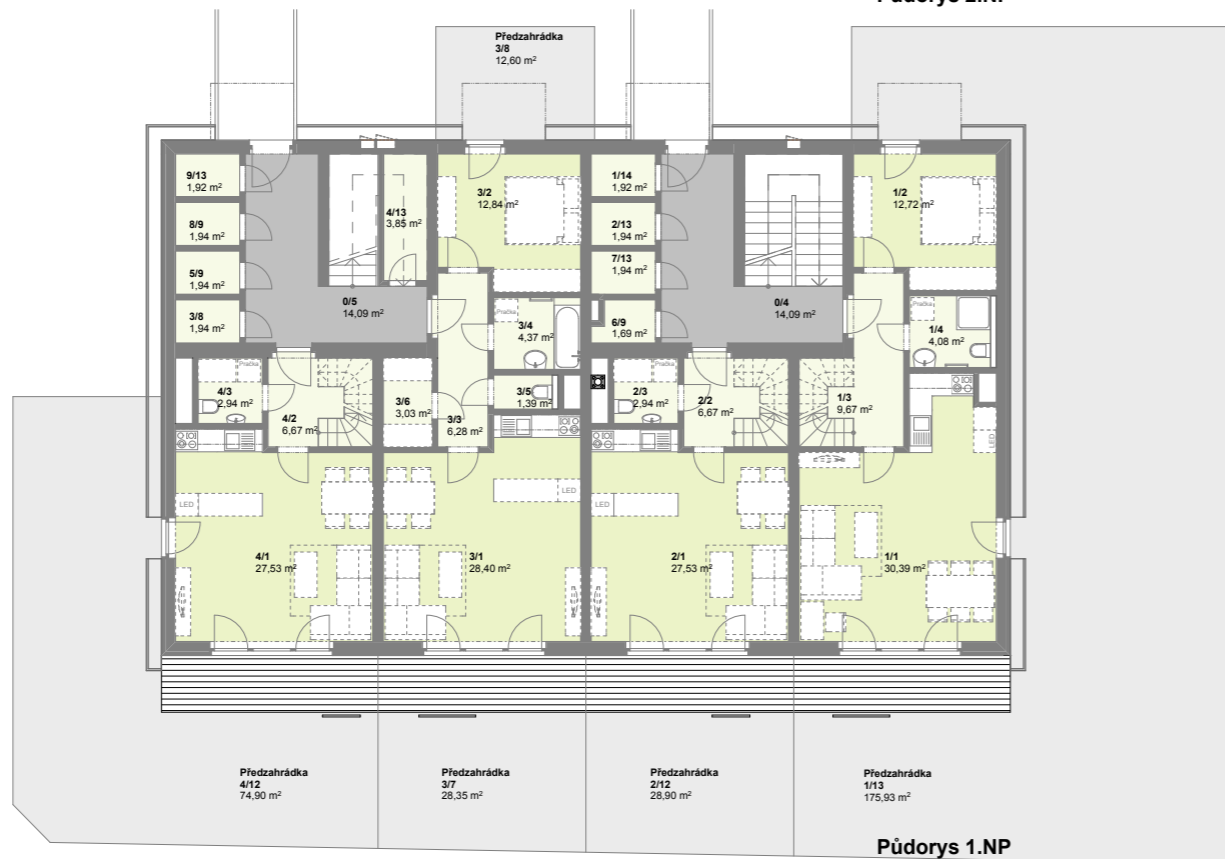 Předzahrádka
3/8
12,60 m²
9/13
1,92 m²
8/9
1,94 m²
5/9
1,94 m²
3/8
1,94 m²
4/13
3,85 m²
3/2
12,84 m²
1/14
1,92 m²
2/13
1,94 m²
7/13
1,94 m²
6/9
1,69 m²
1/2
12,72 m²
0/5
14,09 m²
0/4
14,09 m²
Pračka
3/4
4,37 m²
Pračka
1/4
4,08 m²
Pračka
4/3
2,94 m²
4/2
6,67 m²
3/6
3,03 m²
3/3
6,28 m²
3/5
1,39 m²
Pračka
2/3
2,94 m²
2/2
6,67 m²
1/3
9,67 m²
LED
LED
LED
LED
4/1
27,53 m²
3/1
28,40 m²
2/1
27,53 m²
1/1
30,39 m²
Předzahrádka
4/12
74,90 m²
Předzahrádka
3/7
28,35 m²
Předzahrádka
2/12
28,90 m²
Předzahrádka
1/13
175,93 m²
Půdorys 1.NP